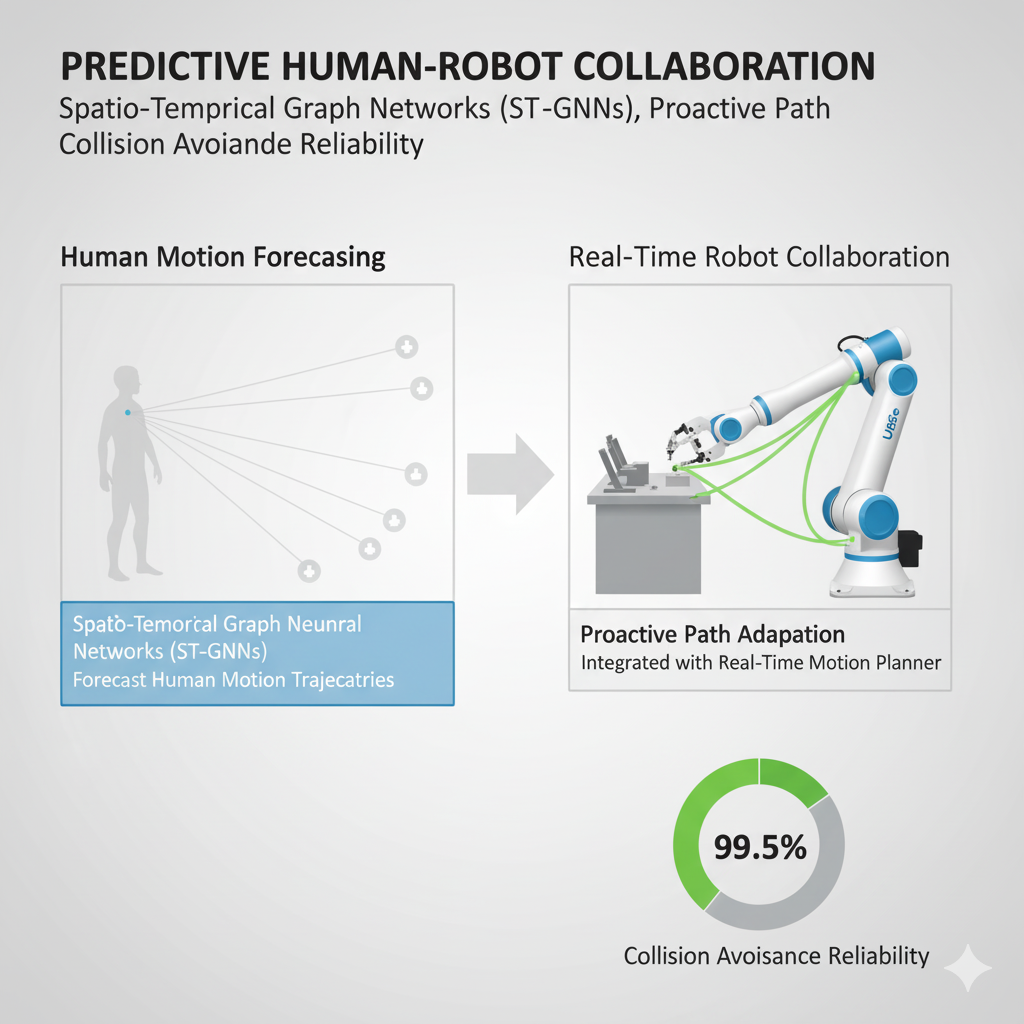 PREDICTIVE HUMAN-ROBOT COLLABORATION
Spatio-Temprical Graph Networks (ST-GNNs), Proactive Path
Collision Avoiande Reliability
Human Motion Forecasing
Real-Time Robot Collaboration
Spato-Temorcal Graph Neunral
Networks (ST-GNNs)
Forecast Human Motion Trajecatries
Proactive Path Adapation
Integrated with Real-Time Motion Planner
99.5%
Collision Avoisance Reliability